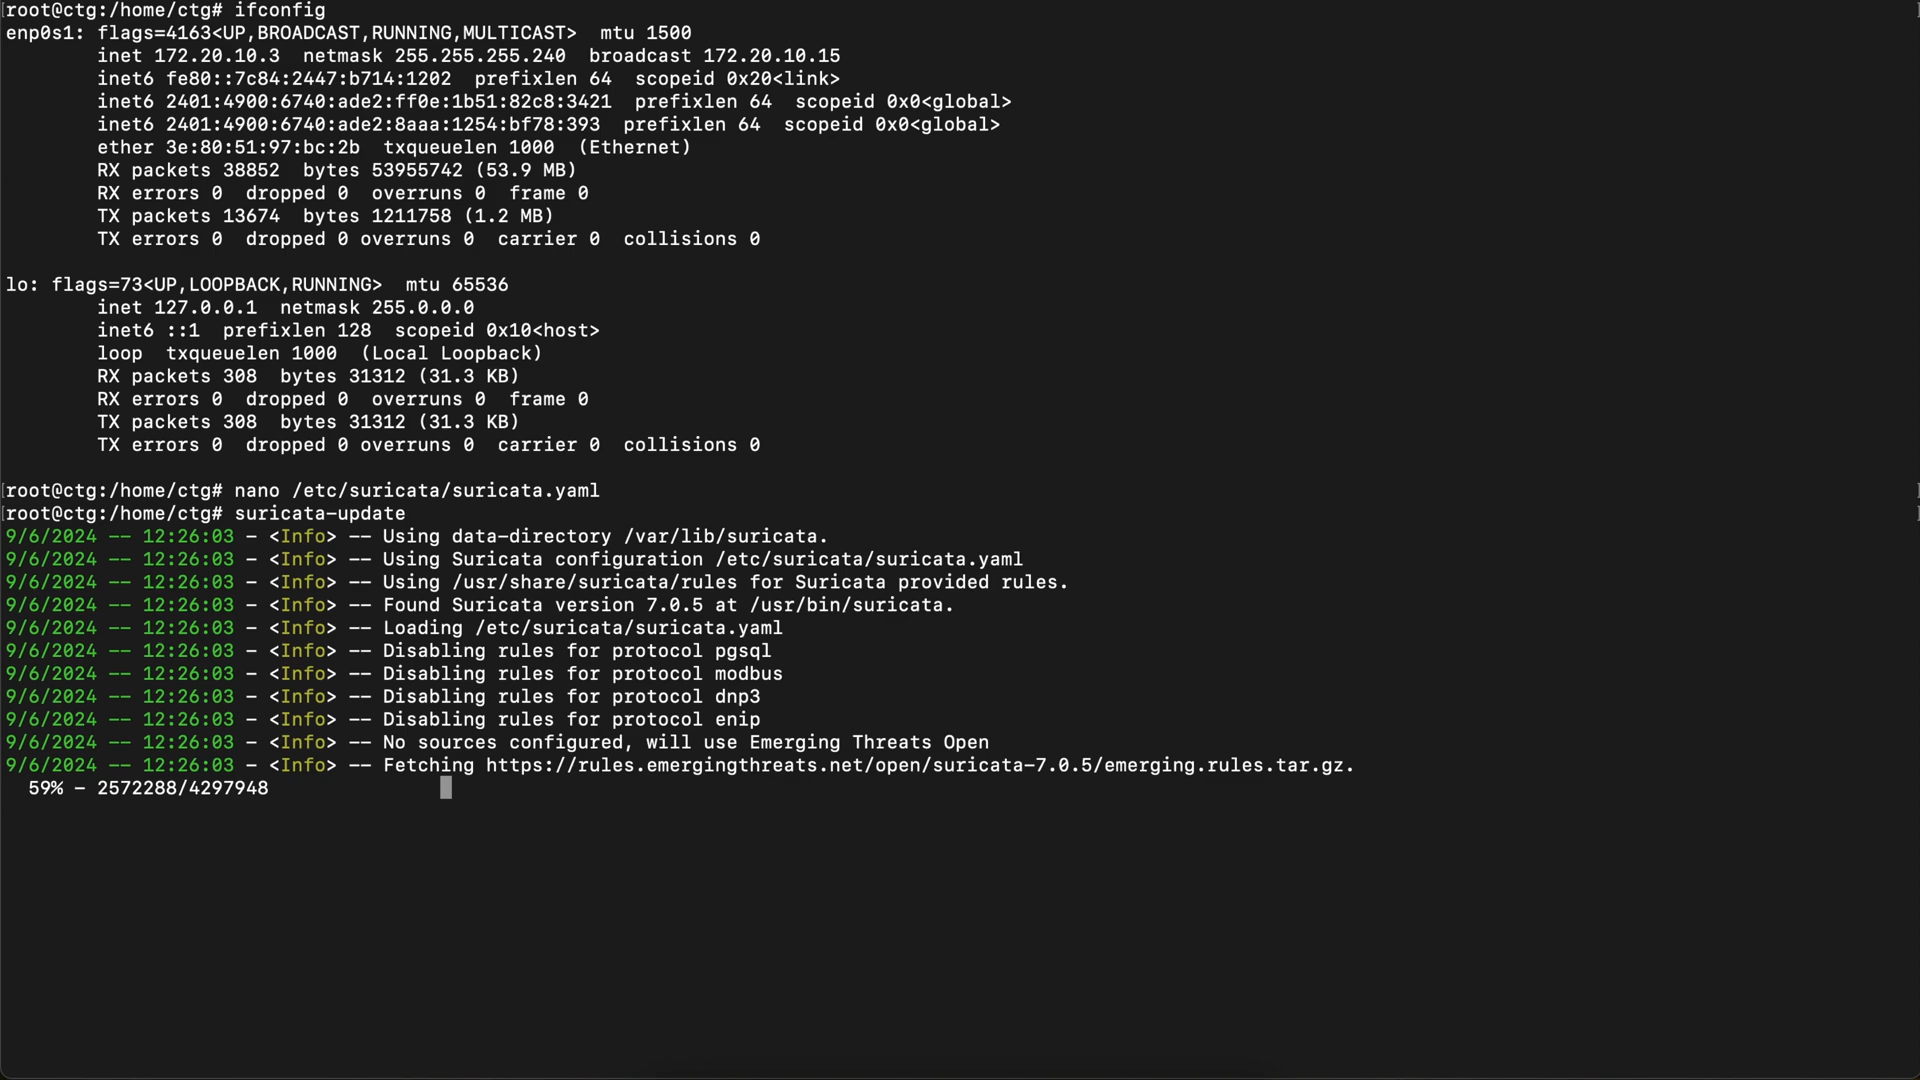 [root@ctg:/home/ctg# ifconfig
enp0s1: flags=4163<UP,BROADCAST,RUNNING,MULTICAST>  mtu 1500
        inet 172.20.10.3  netmask 255.255.255.240  broadcast 172.20.10.15
        inet6 fe80::7c84:2447:b714:1202  prefixlen 64  scopeid 0x20<link>
        inet6 2401:4900:6740:ade2:ff0e:1b51:82c8:3421  prefixlen 64  scopeid 0x0<global>
        inet6 2401:4900:6740:ade2:8aaa:1254:bf78:393  prefixlen 64  scopeid 0x0<global>
        ether 3e:80:51:97:bc:2b  txqueuelen 1000  (Ethernet)
        RX packets 38852  bytes 53955742 (53.9 MB)
        RX errors 0  dropped 0  overruns 0  frame 0
        TX packets 13674  bytes 1211758 (1.2 MB)
        TX errors 0  dropped 0 overruns 0  carrier 0  collisions 0

lo: flags=73<UP,LOOPBACK,RUNNING>  mtu 65536
        inet 127.0.0.1  netmask 255.0.0.0
        inet6 ::1  prefixlen 128  scopeid 0x10<host>
        loop  txqueuelen 1000  (Local Loopback)
        RX packets 308  bytes 31312 (31.3 KB)
        RX errors 0  dropped 0  overruns 0  frame 0
        TX packets 308  bytes 31312 (31.3 KB)
        TX errors 0  dropped 0 overruns 0  carrier 0  collisions 0

[root@ctg:/home/ctg# nano /etc/suricata/suricata.yaml ]
[root@ctg:/home/ctg# suricata-update ]
9/6/2024 -- 12:26:03 - <Info> -- Using data-directory /var/lib/suricata.
9/6/2024 -- 12:26:03 - <Info> -- Using Suricata configuration /etc/suricata/suricata.yaml
9/6/2024 -- 12:26:03 - <Info> -- Using /usr/share/suricata/rules for Suricata provided rules.
9/6/2024 -- 12:26:03 - <Info> -- Found Suricata version 7.0.5 at /usr/bin/suricata.
9/6/2024 -- 12:26:03 - <Info> -- Loading /etc/suricata/suricata.yaml
9/6/2024 -- 12:26:03 - <Info> -- Disabling rules for protocol pgsql
9/6/2024 -- 12:26:03 - <Info> -- Disabling rules for protocol modbus
9/6/2024 -- 12:26:03 - <Info> -- Disabling rules for protocol dnp3
9/6/2024 -- 12:26:03 - <Info> -- Disabling rules for protocol enip
9/6/2024 -- 12:26:03 - <Info> -- No sources configured, will use Emerging Threats Open
9/6/2024 -- 12:26:03 - <Info> -- Fetching https://rules.emergingthreats.net/open/suricata-7.0.5/emerging.rules.tar.gz.
  59% - 2572288/4297948